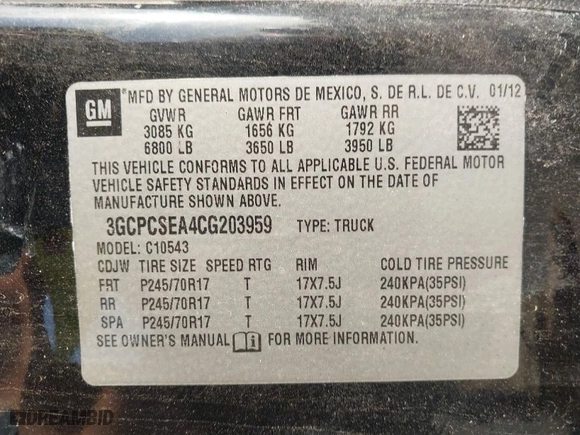 GM
*MFD BY GENERAL MOTORS DE MEXICO, S. DE R.L. DE C.V. 01/12
GVWR GAWR FRT GAWR RR
3085 KG 1656 KG 1792 KG
6800 LB 3650 LB 3950 LB
THIS VEHICLE CONFORMS TO ALL APPLICABLE U.S. FEDERAL MOTOR
VEHICLE SAFETY STANDARDS IN EFFECT ON THE DATE OF
MANUFACTURE SHOWN ABOVE.
3GCPCSEA4CG203959 TYPE: TRUCK
MODEL: C10543
CDJW TIRE SIZE SPEED RTG RIM COLD TIRE PRESSURE
FRT P245/70R17 T 17X7.5J 240KPA(35PSI)
RR P245/70R17 T 17X7.5J 240KPA(35PSI)
SPA P245/70R17 T 17X7.5J 240KPA(35PSI)
SEE OWNER'S MANUAL i FOR MORE INFORMATION.
DREAMBID